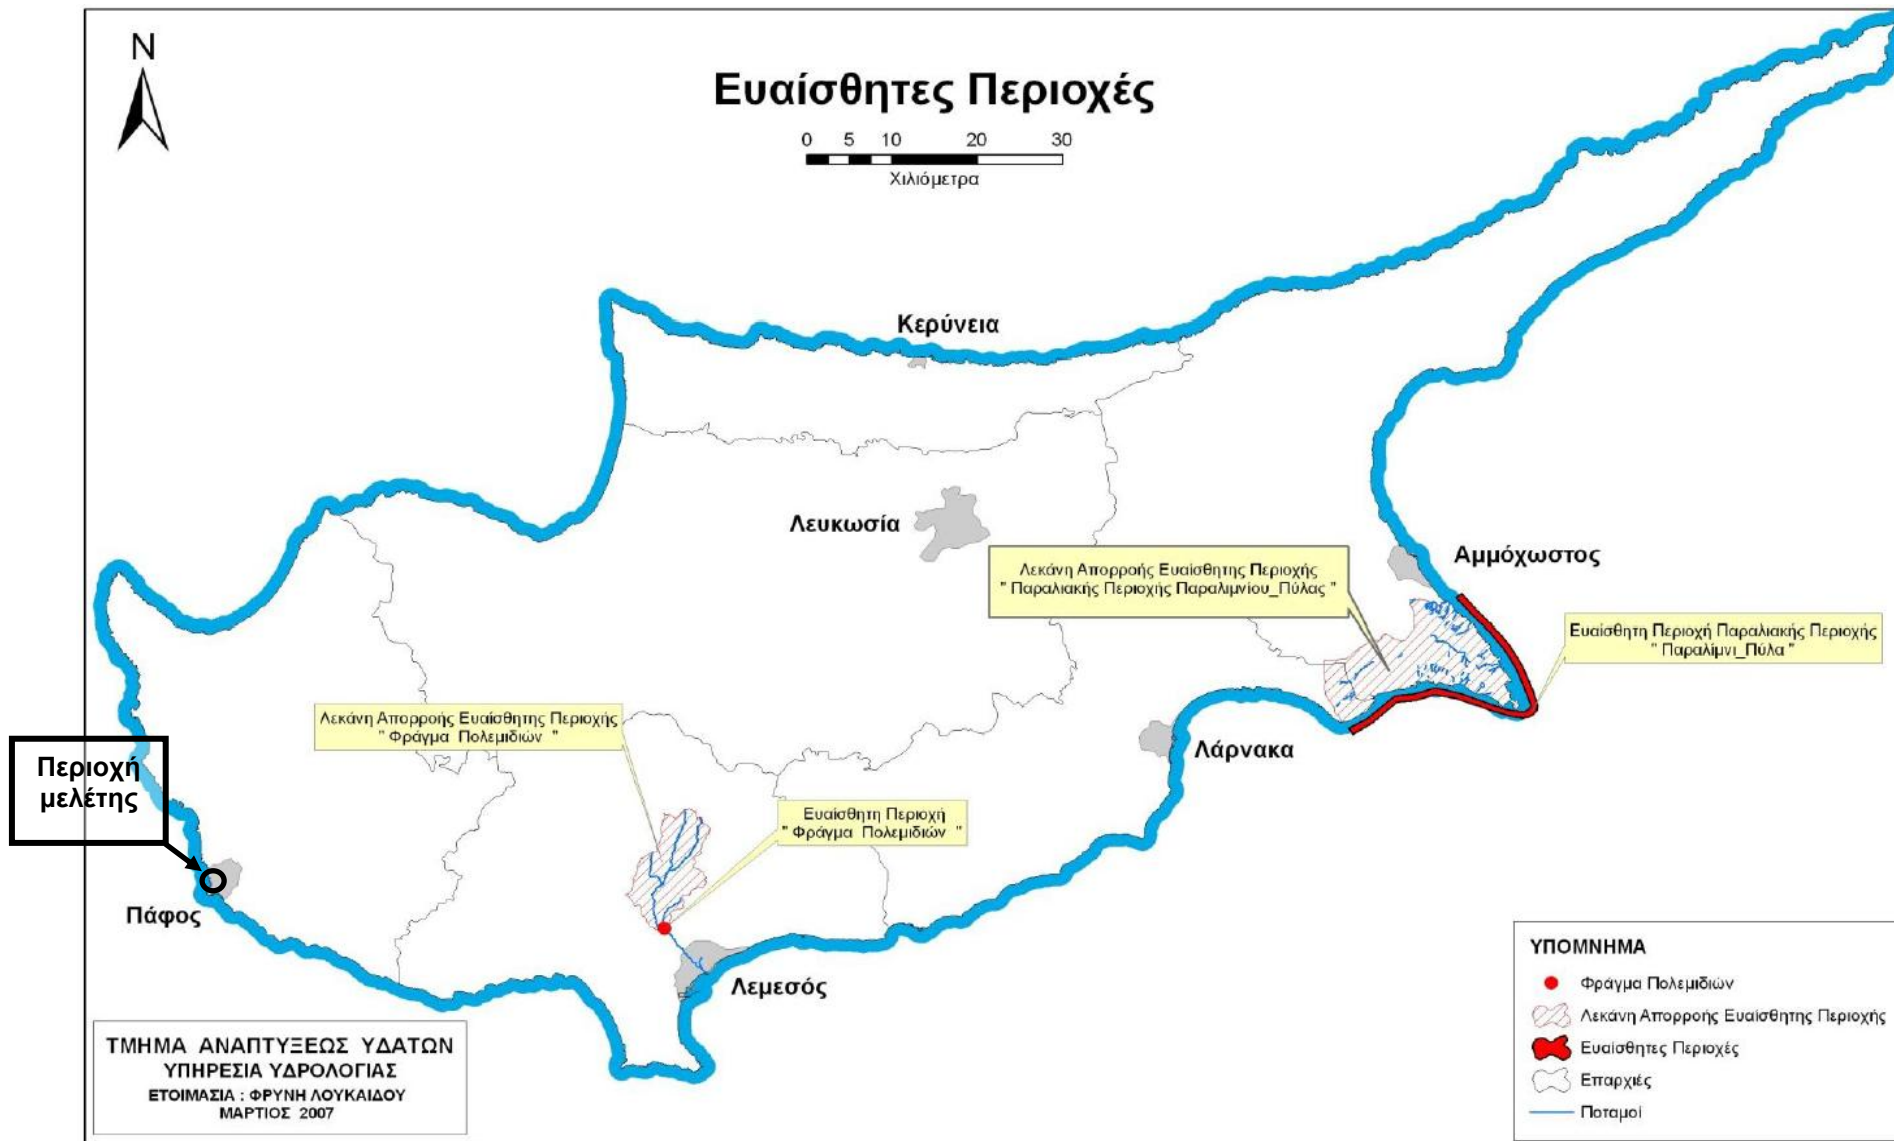 N
Ευαίσθητες Περιοχές
0 5 10 20 30
Χιλιόμετρα
Κερύνεια
Λευκωσία
Αμμόχωστος
Λεκάνη Απορροής Ευαίσθητης Περιοχής
" Παραλιακής Περιοχής Παραλιμνίου_Πύλας "
Ευαίσθητη Περιοχή Παραλιακής Περιοχής
" Παραλίμνι_Πύλα "
Λεκάνη Απορροής Ευαίσθητης Περιοχής
" Φράγμα Πολεμιδιών "
Λάρνακα
Περιοχή
μελέτης
Ευαίσθητη Περιοχή
" Φράγμα Πολεμιδιών "
Πάφος
Λεμεσός
ΤΜΗΜΑ ΑΝΑΠΤΥΞΕΩΣ ΥΔΑΤΩΝ
ΥΠΗΡΕΣΙΑ ΥΔΡΟΛΟΓΙΑΣ
ΕΤΟΙΜΑΣΙΑ : ΦΡΥΝΗ ΛΟΥΚΑΙΔΟΥ
ΜΑΡΤΙΟΣ 2007
ΥΠΟΜΝΗΜΑ
Φράγμα Πολεμιδιών
Λεκάνη Απορροής Ευαίσθητης Περιοχής
Ευαίσθητες Περιοχές
Επαρχιές
Ποταμοί